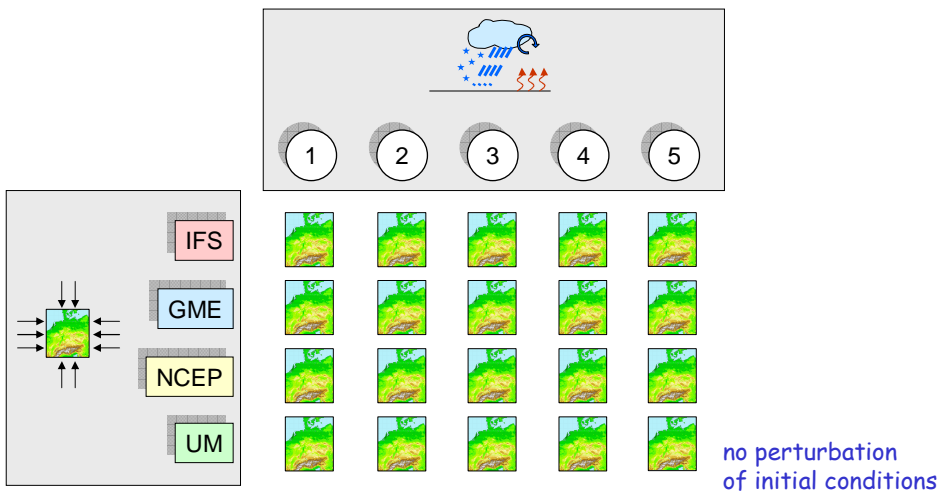 1 2 3 4 5
IFS
GME
NCEP
UM
no perturbation
of initial conditions